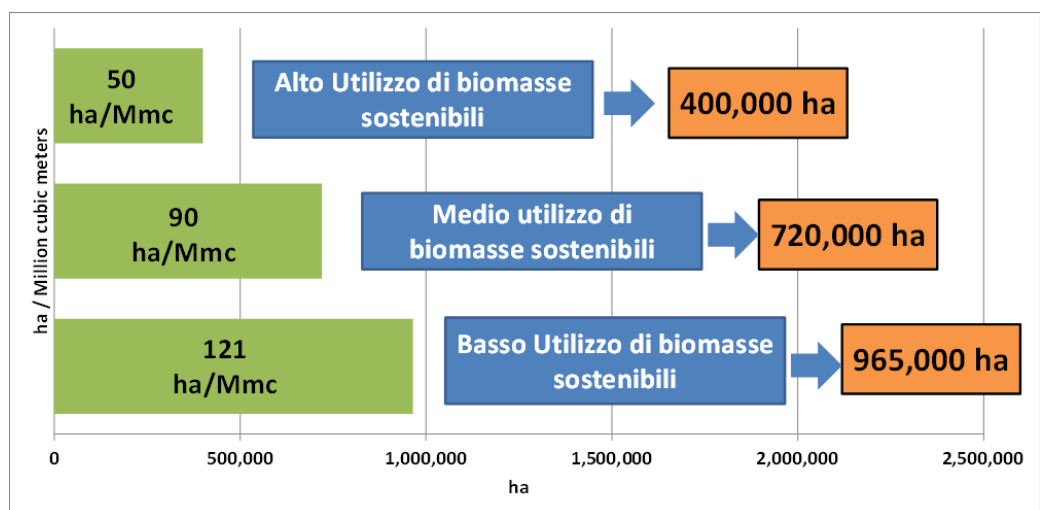 ha / Million cubic meters
50
ha/Mmc
Alto Utilizzo di biomasse
sostenibili
400,000 ha
90
ha/Mmc
Medio utilizzo di
biomasse sostenibili
720,000 ha
121
ha/Mmc
Basso Utilizzo di biomasse
sostenibili
965,000 ha
0
500,000
1,000,000
1,500,000
2,000,000
2,500,000
ha